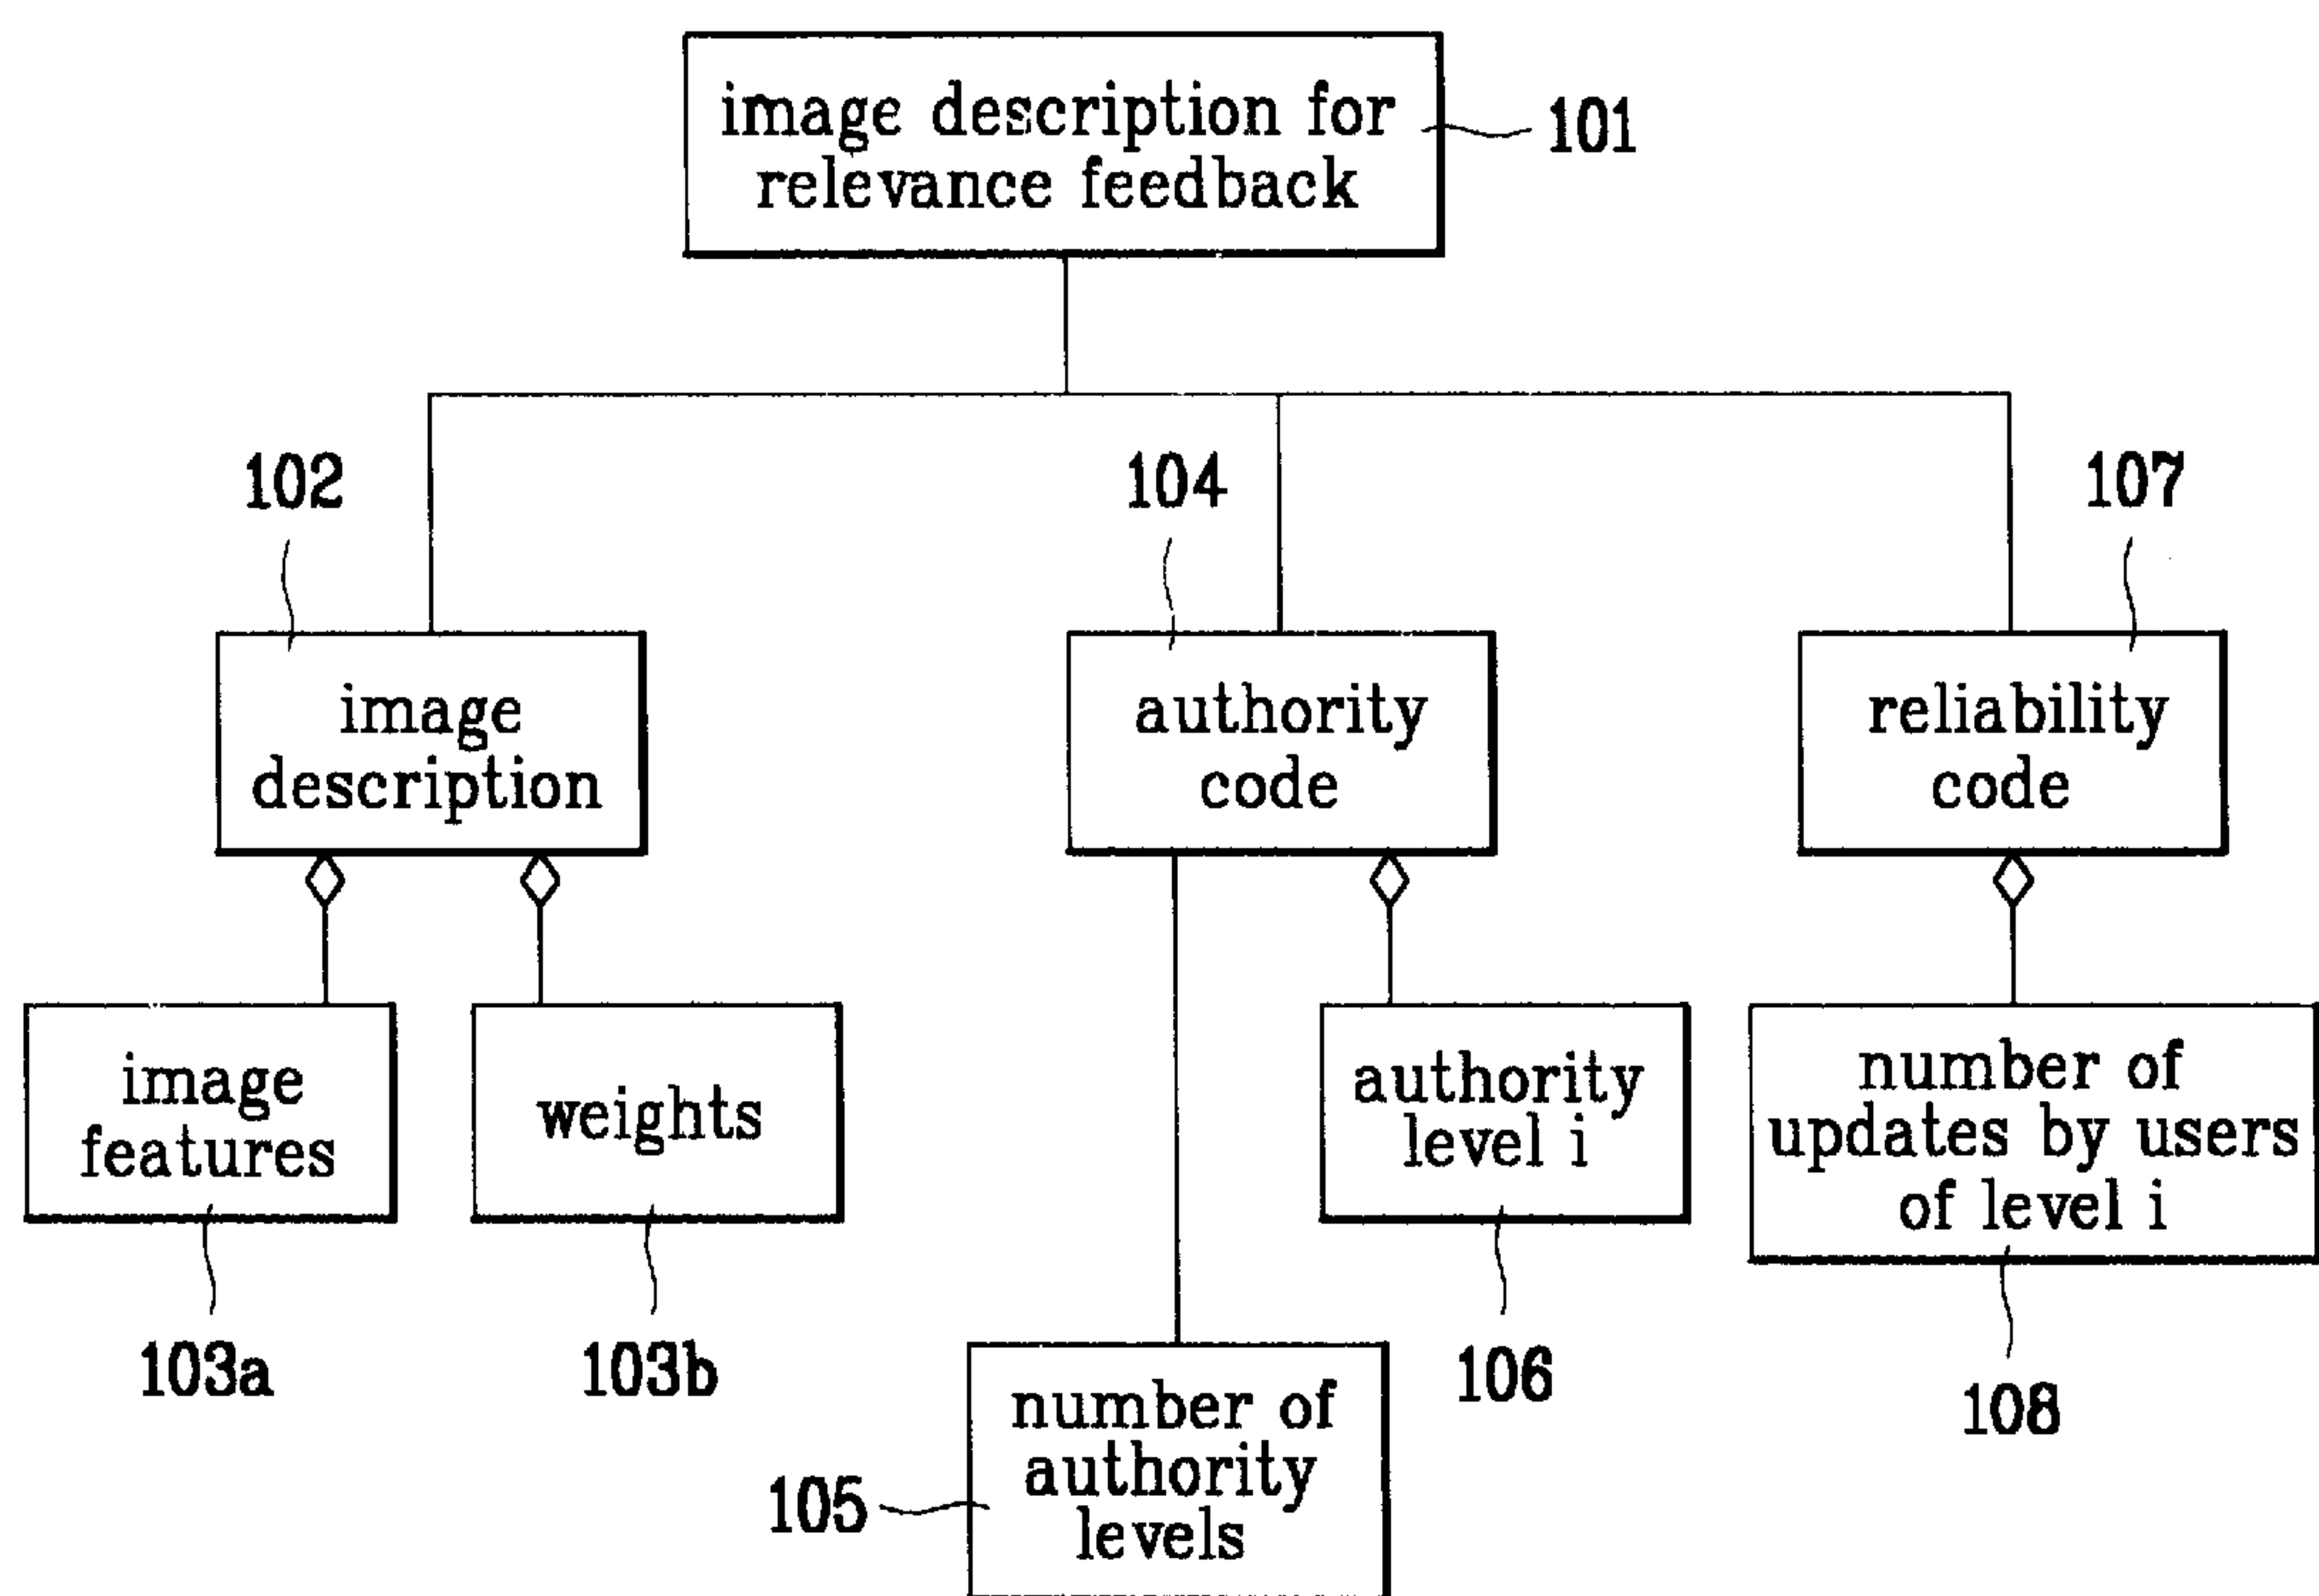 image description for
relevance feedback
101
102
104
107
image
description
authority
code
reliability
code
image
features
weights
authority
level i
number of
updates by users
of level i
103a
103b
106
108
number of
authority
levels
105